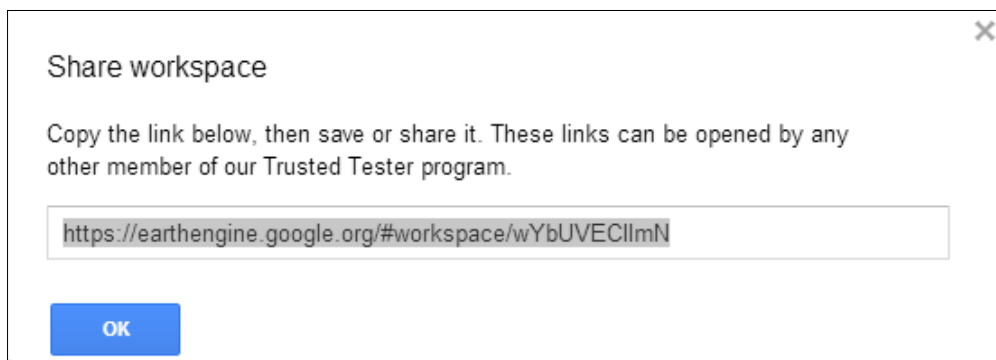 Share workspace
Copy the link below, then save or share it. These links can be opened by any
other member of our Trusted Tester program.
https://earthengine.google.org/#workspace/wYbUVEClImN
OK